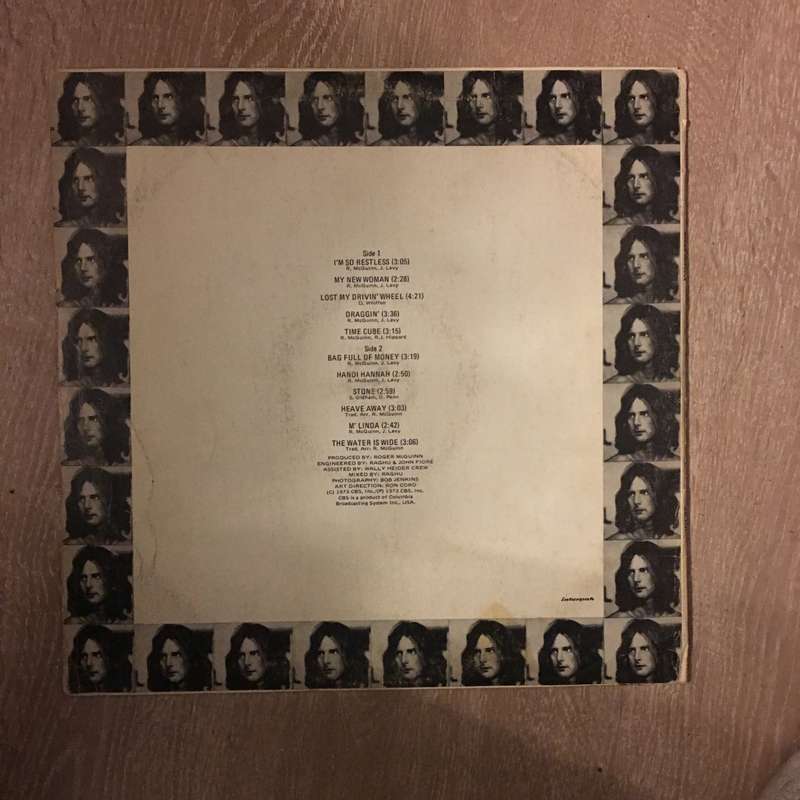 Side 1
I'M SO RESTLESS (3:05)
R. McGuinn, J. Levy
MY NEW WOMAN (2:28)
R. McGuinn, J. Levy
LOST MY DRIVIN' WHEEL (4:21)
D. Wiffen
DRAGGIN' (3:36)
R. McGuinn, J. Levy
TIME CUBE (3:15)
R. McGuinn, R.J. Hippard
Side 2
BAG FULL OF MONEY (3:19)
R. McGuinn, J. Levy
HANOI HANNAH (2:50)
R. McGuinn, J. Levy
STONE (2:59)
S. Oldham, D. Penn
HEAVE AWAY (3:03)
Trad. Arr. R. McGuinn
M' LINDA (2:42)
R. McGuinn, J. Levy
THE WATER IS WIDE (3:06)
Trad. Arr. R. McGuinn
PRODUCED BY: ROGER McGUINN
ENGINEERED BY: RAGHU & JOHN FIORE
ASSISTED BY: WALLY HEIDER CREW
MIXED BY: RAGHU
PHOTOGRAPHY: BOB JENKINS
ART DIRECTION: RON CORO
(C) 1973 CBS, Inc./(P) 1973 CBS, Inc.
CBS is a product of Columbia
Broadcasting System Inc., USA.
Interpak